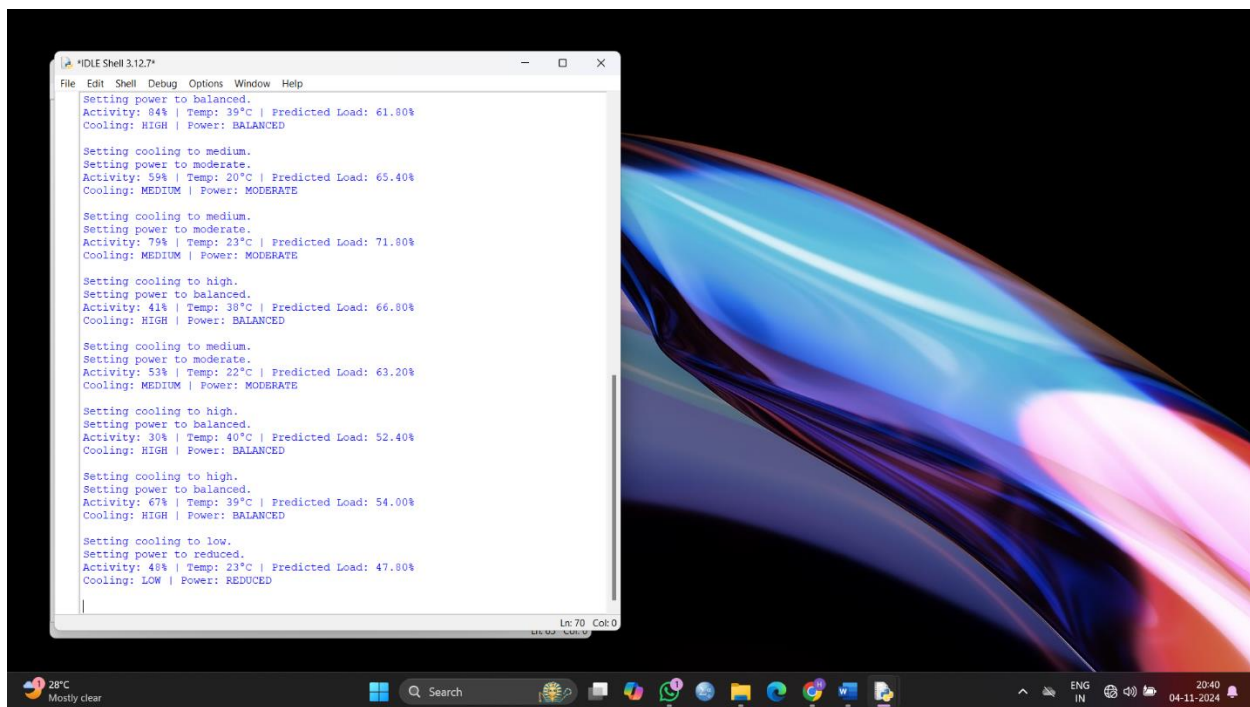 *IDLE Shell 3.12.7*
File Edit Shell Debug Options Window Help
Setting power to balanced.
Activity: 84% | Temp: 39°C | Predicted Load: 61.80%
Cooling: HIGH | Power: BALANCED
Setting cooling to medium.
Setting power to moderate.
Activity: 59% | Temp: 20°C | Predicted Load: 65.40%
Cooling: MEDIUM | Power: MODERATE
Setting cooling to medium.
Setting power to moderate.
Activity: 79% | Temp: 23°C | Predicted Load: 71.80%
Cooling: MEDIUM | Power: MODERATE
Setting cooling to high.
Setting power to balanced.
Activity: 41% | Temp: 38°C | Predicted Load: 66.80%
Cooling: HIGH | Power: BALANCED
Setting cooling to medium.
Setting power to moderate.
Activity: 53% | Temp: 22°C | Predicted Load: 63.20%
Cooling: MEDIUM | Power: MODERATE
Setting cooling to high.
Setting power to balanced.
Activity: 30% | Temp: 40°C | Predicted Load: 52.40%
Cooling: HIGH | Power: BALANCED
Setting cooling to high.
Setting power to balanced.
Activity: 67% | Temp: 39°C | Predicted Load: 54.00%
Cooling: HIGH | Power: BALANCED
Setting cooling to low.
Setting power to reduced.
Activity: 48% | Temp: 23°C | Predicted Load: 47.80%
Cooling: LOW | Power: REDUCED
Ln: 70 Col: 0
1
28°C
Mostly clear
Search
1
ENG
IN
20:40
04-11-2024